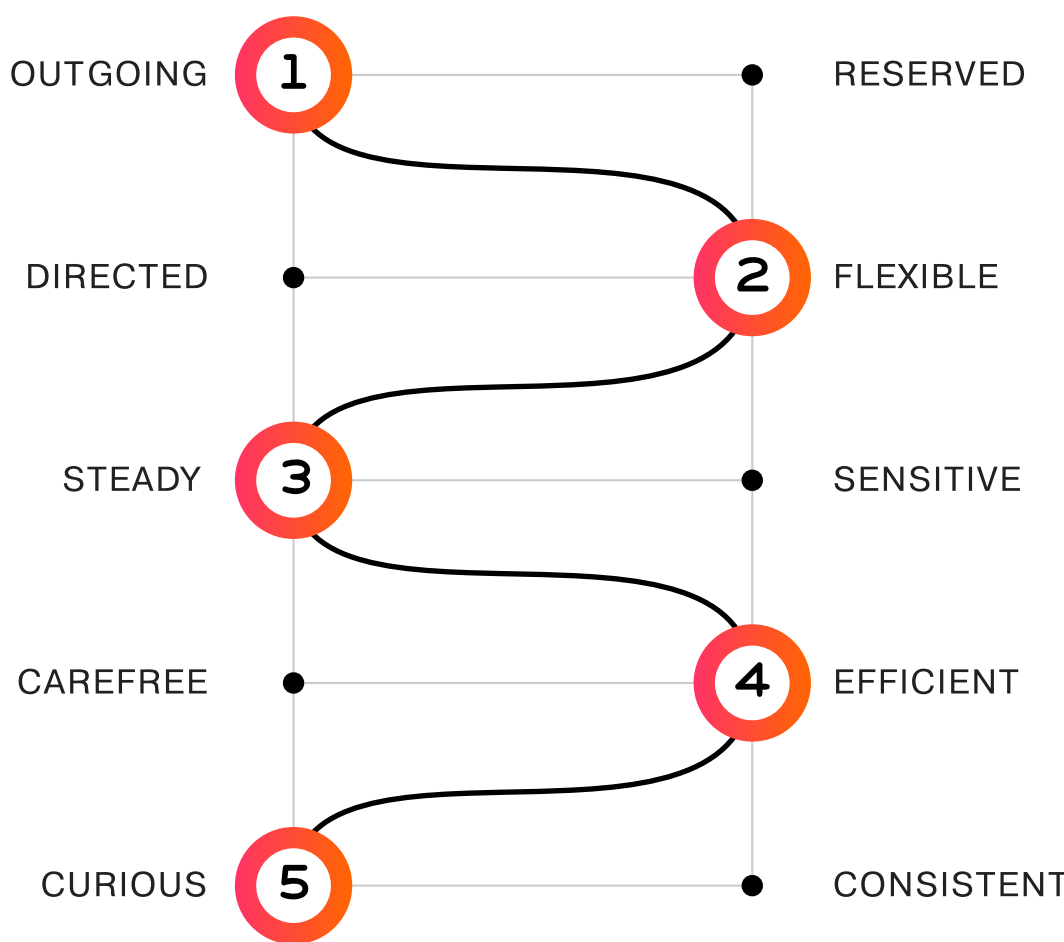 OUTGOING 1 RESERVED
DIRECTED 2 FLEXIBLE
STEADY 3 SENSITIVE
CAREFREE 4 EFFICIENT
CURIOUS 5 CONSISTENT